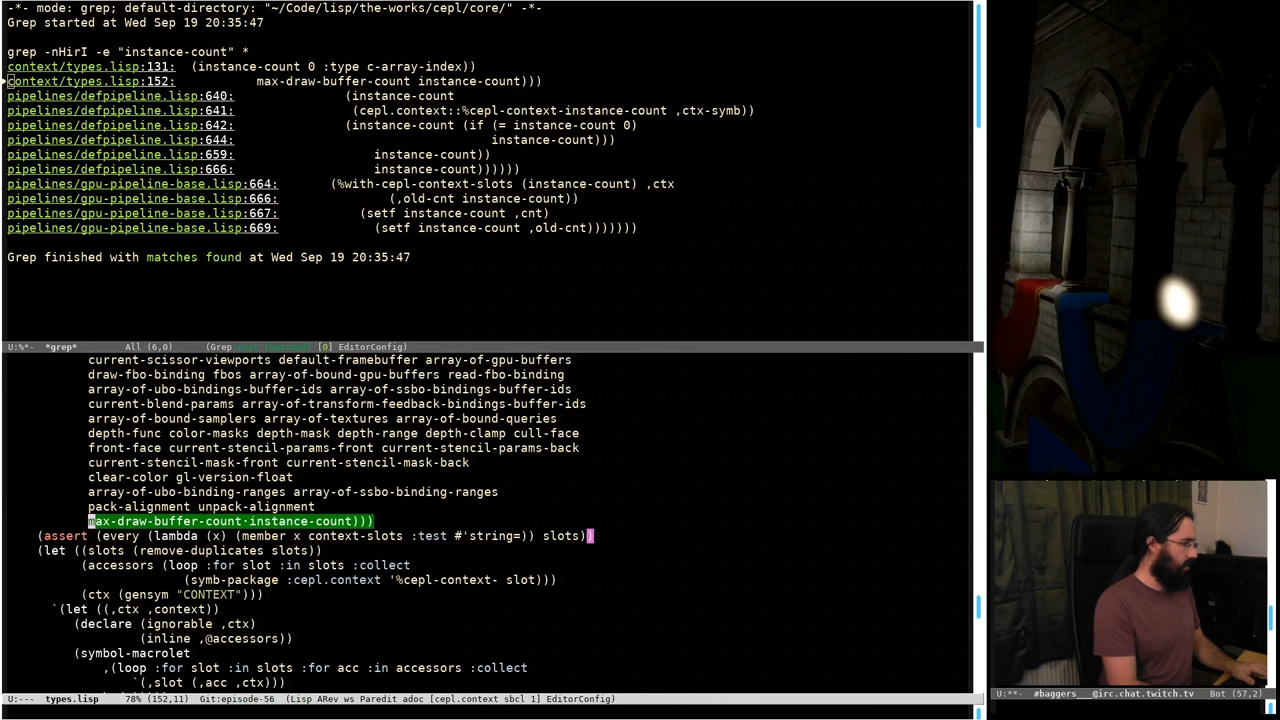 -*- mode: grep; default-directory: "~/Code/lisp/the-works/cepl/core/" -*-
Grep started at Wed Sep 19 20:35:47
grep -nHirI -e "instance-count" *
context/types.lisp:131:  (instance-count 0 :type c-array-index))
context/types.lisp:152:           max-draw-buffer-count instance-count)))
pipelines/defpipeline.lisp:640:               (instance-count
pipelines/defpipeline.lisp:641:                (cepl.context::%cepl-context-instance-count ,ctx-symb))
pipelines/defpipeline.lisp:642:               (instance-count (if (= instance-count 0)
pipelines/defpipeline.lisp:644:                                   instance-count)))
pipelines/defpipeline.lisp:659:                   instance-count))
pipelines/defpipeline.lisp:666:                   instance-count))))))
pipelines/gpu-pipeline-base.lisp:664:       (%with-cepl-context-slots (instance-count) ,ctx
pipelines/gpu-pipeline-base.lisp:666:               (,old-cnt instance-count))
pipelines/gpu-pipeline-base.lisp:667:           (setf instance-count ,cnt)
pipelines/gpu-pipeline-base.lisp:669:             (setf instance-count ,old-cnt)))))))
Grep finished with matches found at Wed Sep 19 20:35:47
U:%*-  *grep*       All (6,0)     (Grep [0] EditorConfig)
current-scissor-viewports default-framebuffer array-of-gpu-buffers
draw-fbo-binding fbos array-of-bound-gpu-buffers read-fbo-binding
array-of-ubo-bindings-buffer-ids array-of-ssbo-bindings-buffer-ids
current-blend-params array-of-transform-feedback-bindings-buffer-ids
array-of-bound-samplers array-of-textures array-of-bound-queries
depth-func color-masks depth-mask depth-range depth-clamp cull-face
front-face current-stencil-params-front current-stencil-params-back
current-stencil-mask-front current-stencil-mask-back
clear-color gl-version-float
array-of-ubo-binding-ranges array-of-ssbo-binding-ranges
pack-alignment unpack-alignment
max-draw-buffer-count·instance-count)))
(assert (every (lambda (x) (member x context-slots :test #'string=)) slots))
(let ((slots (remove-duplicates slots))
(accessors (loop :for slot :in slots :collect
(symb-package :cepl.context '%cepl-context- slot)))
(ctx (gensym "CONTEXT")))
`(let ((,ctx ,context))
(declare (ignorable ,ctx)
(inline ,@accessors))
(symbol-macrolet
,(loop :for slot :in slots :for acc :in accessors :collect
`(,slot (,acc ,ctx)))
U:---  types.lisp     78% (152,11)  Git:episode-56  (Lisp ARev ws Paredit adoc [cepl.context sbcl 1] EditorConfig)
U:**-  #baggers___@irc.chat.twitch.tv   Bot (57,2)